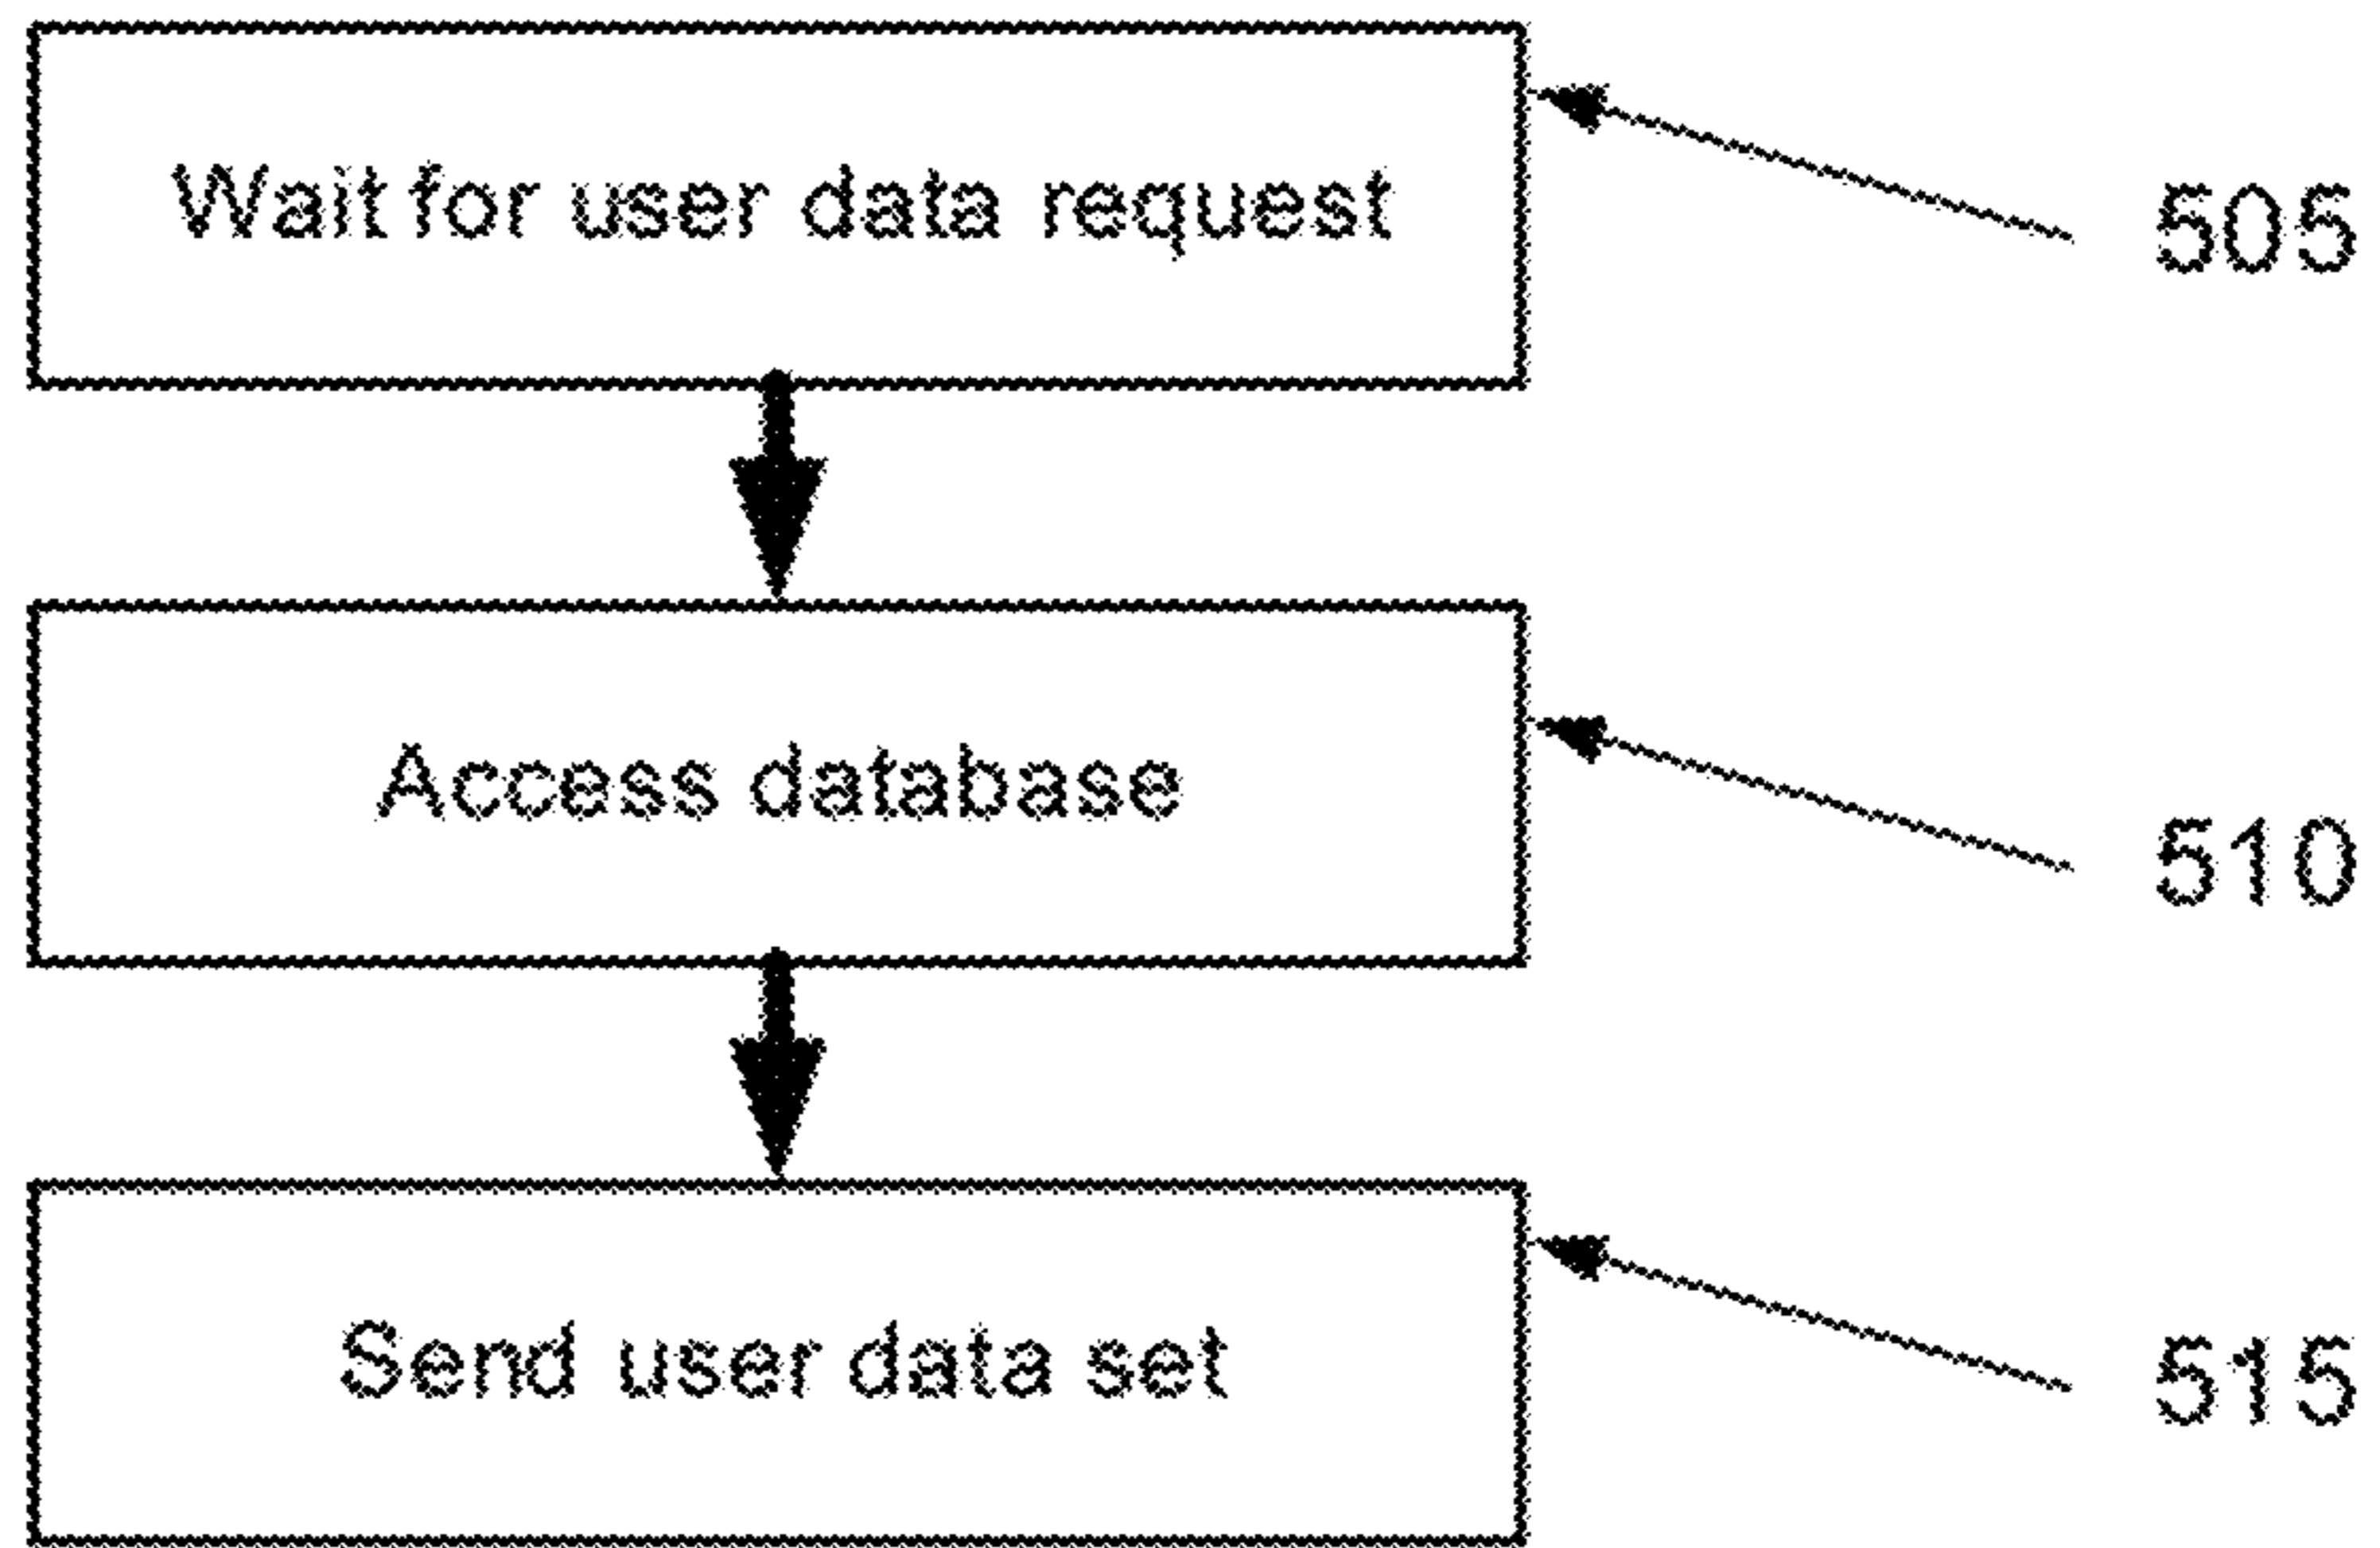 Wait for user data request
505
Access database
510
Send user data set
515